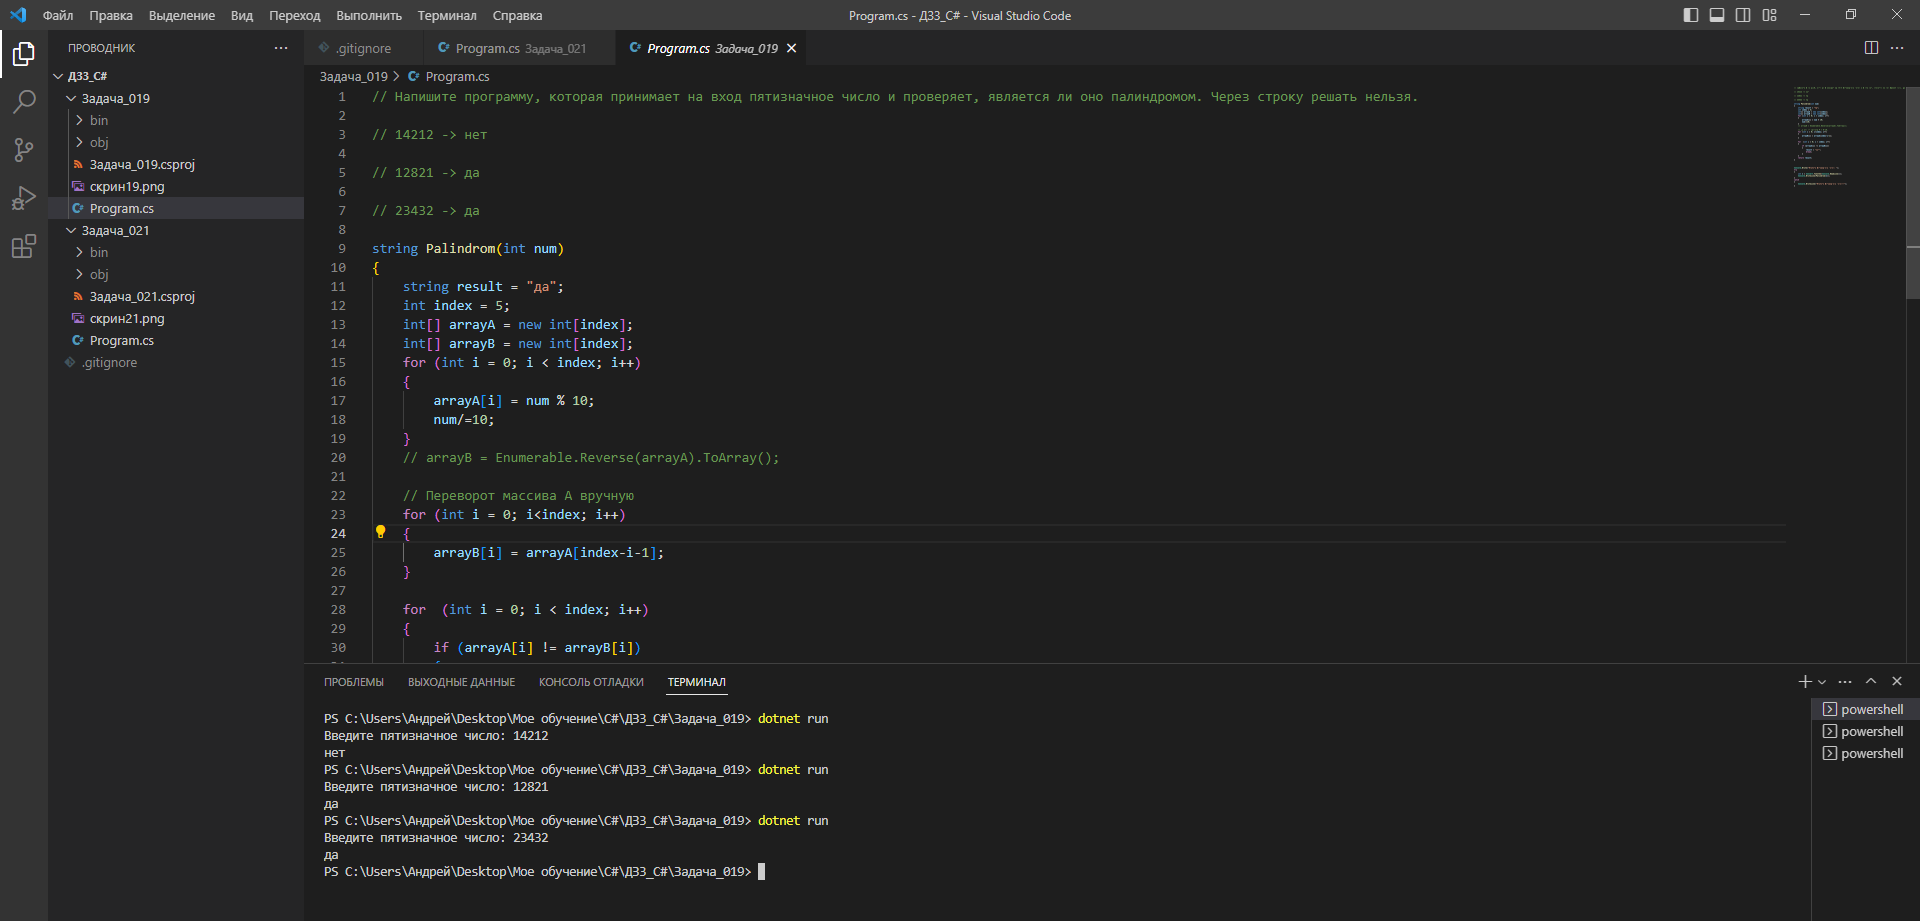 Файл Правка Выделение Вид Переход Выполнить Терминал Справка
Program.cs - ДЗ3_C# - Visual Studio Code
ПРОВОДНИК
ДЗ3_C#
Задача_019
bin
obj
Задача_019.csproj
скрин19.png
Program.cs
Задача_021
bin
obj
Задача_021.csproj
скрин21.png
Program.cs
.gitignore
.gitignore Program.cs Задача_021 Program.cs Задача_019
Задача_019 > Program.cs
1 // Напишите программу, которая принимает на вход пятизначное число и проверяет, является ли оно палиндромом. Через строку решать нельзя.
2
3 // 14212 -> нет
4
5 // 12821 -> да
6
7 // 23432 -> да
8
9 string Palindrom(int num)
10 {
11 string result = "да";
12 int index = 5;
13 int[] arrayA = new int[index];
14 int[] arrayB = new int[index];
15 for (int i = 0; i < index; i++)
16 {
17 arrayA[i] = num % 10;
18 num/=10;
19 }
20 // arrayB = Enumerable.Reverse(arrayA).ToArray();
21
22 // Переворот массива А вручную
23 for (int i = 0; i<index; i++)
24 {
25 arrayB[i] = arrayA[index-i-1];
26 }
27
28 for  (int i = 0; i < index; i++)
29 {
30 if (arrayA[i] != arrayB[i])
ПРОБЛЕМЫ ВЫХОДНЫЕ ДАННЫЕ КОНСОЛЬ ОТЛАДКИ ТЕРМИНАЛ
PS C:\Users\Андрей\Desktop\Мое обучение\C#\ДЗ3_C#\Задача_019> dotnet run
Введите пятизначное число: 14212
нет
PS C:\Users\Андрей\Desktop\Мое обучение\C#\ДЗ3_C#\Задача_019> dotnet run
Введите пятизначное число: 12821
да
PS C:\Users\Андрей\Desktop\Мое обучение\C#\ДЗ3_C#\Задача_019> dotnet run
Введите пятизначное число: 23432
да
PS C:\Users\Андрей\Desktop\Мое обучение\C#\ДЗ3_C#\Задача_019>
powershell
powershell
powershell